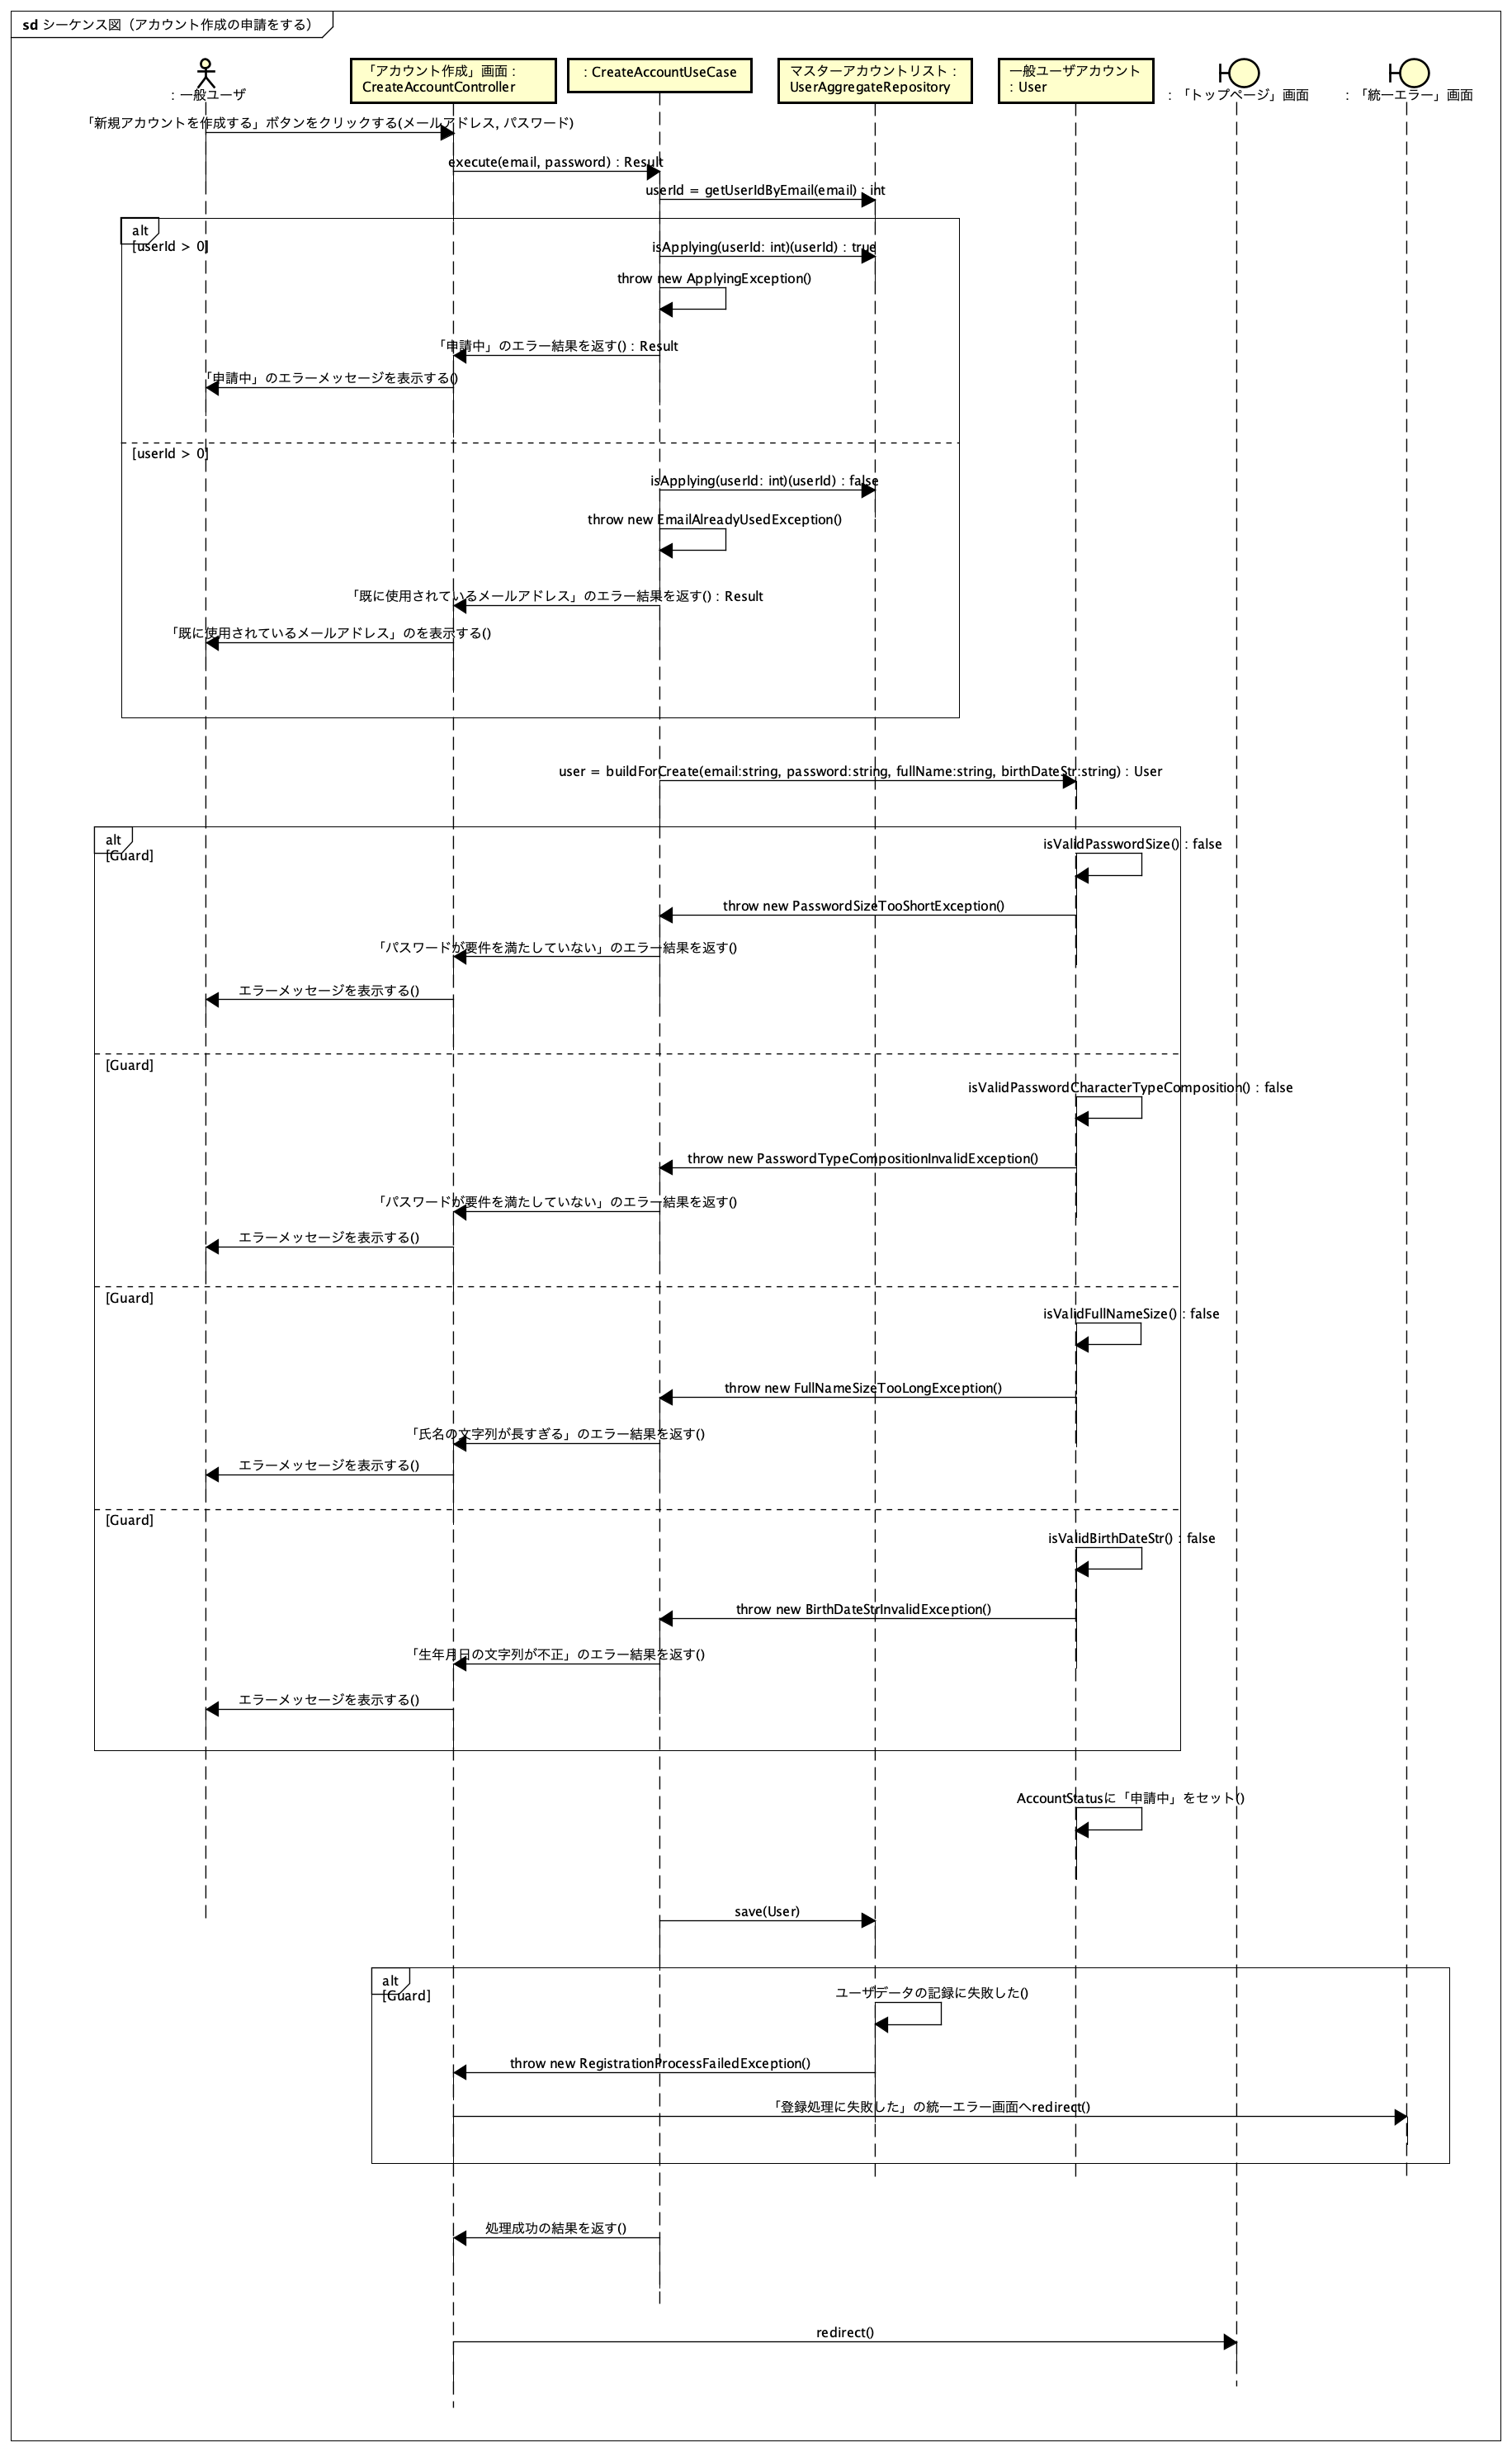 sd シーケンス図（アカウント作成の申請をする）
: 一般ユーザ
「アカウント作成」画面 :
CreateAccountController
: CreateAccountUseCase
マスターアカウントリスト :
UserAggregateRepository
一般ユーザアカウント
: User
: 「トップページ」画面
: 「統一エラー」画面
「新規アカウントを作成する」ボタンをクリックする(メールアドレス, パスワード)
execute(email, password) : Result
userId = getUserIdByEmail(email) : int
alt
[userId > 0]
isApplying(userId: int)(userId) : true
throw new ApplyingException()
「申請中」のエラー結果を返す() : Result
「申請中」のエラーメッセージを表示する()
[userId > 0]
isApplying(userId: int)(userId) : false
throw new EmailAlreadyUsedException()
「既に使用されているメールアドレス」のエラー結果を返す() : Result
「既に使用されているメールアドレス」のを表示する()
user = buildForCreate(email:string, password:string, fullName:string, birthDateStr:string) : User
alt
[Guard]
isValidPasswordSize() : false
throw new PasswordSizeTooShortException()
「パスワードが要件を満たしていない」のエラー結果を返す()
エラーメッセージを表示する()
[Guard]
isValidPasswordCharacterTypeComposition() : false
throw new PasswordTypeCompositionInvalidException()
「パスワードが要件を満たしていない」のエラー結果を返す()
エラーメッセージを表示する()
[Guard]
isValidFullNameSize() : false
throw new FullNameSizeTooLongException()
「氏名の文字列が長すぎる」のエラー結果を返す()
エラーメッセージを表示する()
[Guard]
isValidBirthDateStr() : false
throw new BirthDateStrInvalidException()
「生年月日の文字列が不正」のエラー結果を返す()
エラーメッセージを表示する()
AccountStatusに「申請中」をセット()
save(User)
alt
[Guard]
ユーザデータの記録に失敗した()
throw new RegistrationProcessFailedException()
「登録処理に失敗した」の統一エラー画面へredirect()
処理成功の結果を返す()
redirect()